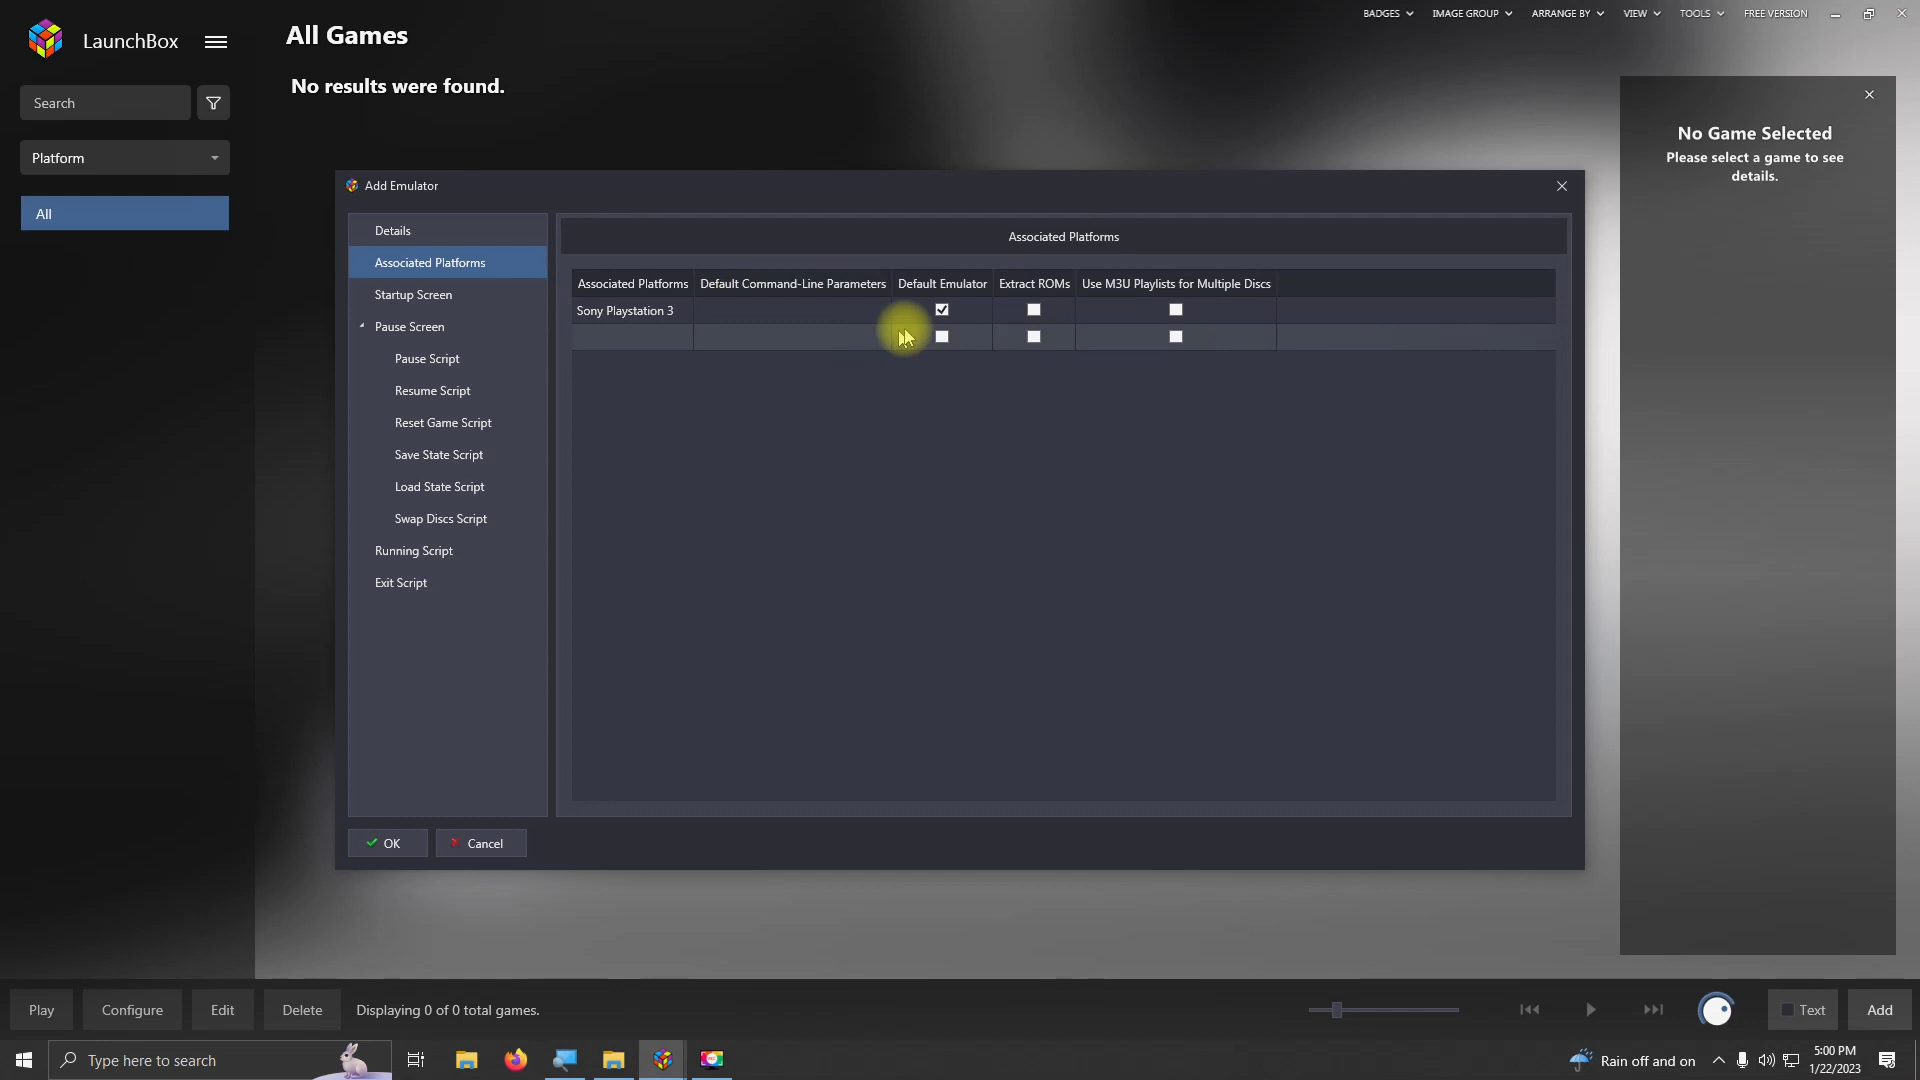 BADGES IMAGE GROUP ARRANGE BY VIEW TOOLS FREE VERSION
LaunchBox
All Games
No results were found.
Search
Platform
All
No Game Selected
Please select a game to see
details.
Add Emulator
Details
Associated Platforms
Startup Screen
Pause Screen
Pause Script
Resume Script
Reset Game Script
Save State Script
Load State Script
Swap Discs Script
Running Script
Exit Script
Associated Platforms
Associated Platforms Default Command-Line Parameters Default Emulator Extract ROMs Use M3U Playlists for Multiple Discs
Sony Playstation 3
OK Cancel
Play Configure Edit Delete Displaying 0 of 0 total games. Text Add
Type here to search
Rain off and on
5:00 PM
1/22/2023